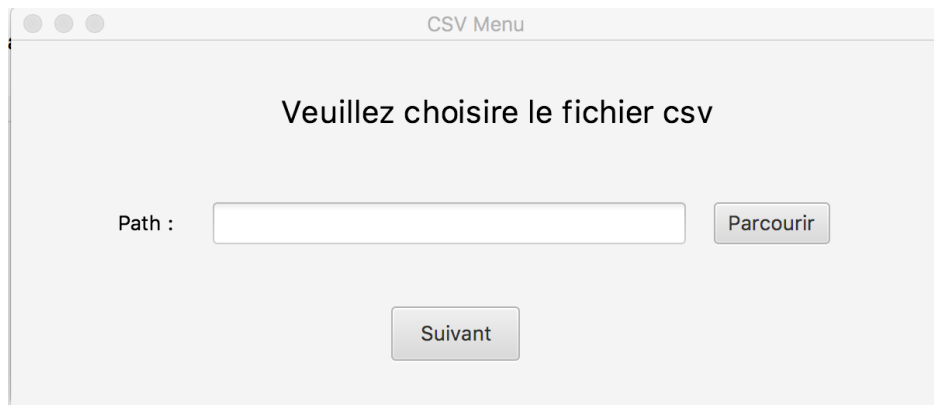 CSV Menu
Veuillez choisire le fichier csv
Path : Parcourir
Suivant